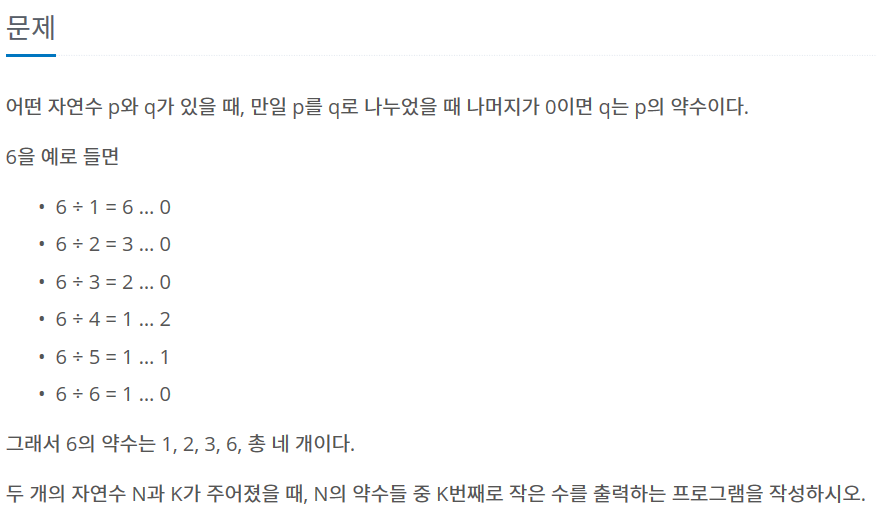 문제
어떤 자연수 p와 q가 있을 때, 만일 p를 q로 나누었을 때 나머지가 0이면 q는 p의 약수이다.
6을 예로 들면
• 6 ÷ 1 = 6 ... 0
• 6 ÷ 2 = 3 ... 0
• 6 ÷ 3 = 2 ... 0
• 6 ÷ 4 = 1 ... 2
• 6 ÷ 5 = 1 ... 1
• 6 ÷ 6 = 1 ... 0
그래서 6의 약수는 1, 2, 3, 6, 총 네 개이다.
두 개의 자연수 N과 K가 주어졌을 때, N의 약수들 중 K번째로 작은 수를 출력하는 프로그램을 작성하시오.